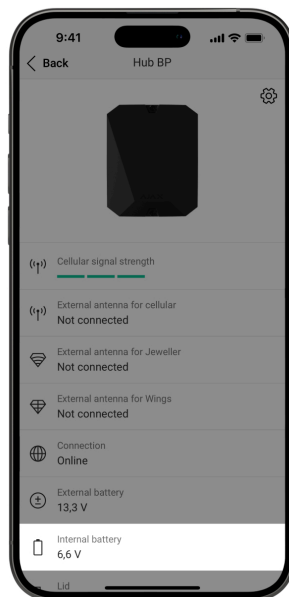 9:41
Back
Hub BP
Cellular signal strength
External antenna for cellular
Not connected
External antenna for Jeweller
Not connected
External antenna for Wings
Not connected
Connection
Online
External battery
13,3 V
Internal battery
6,6 V
Lid